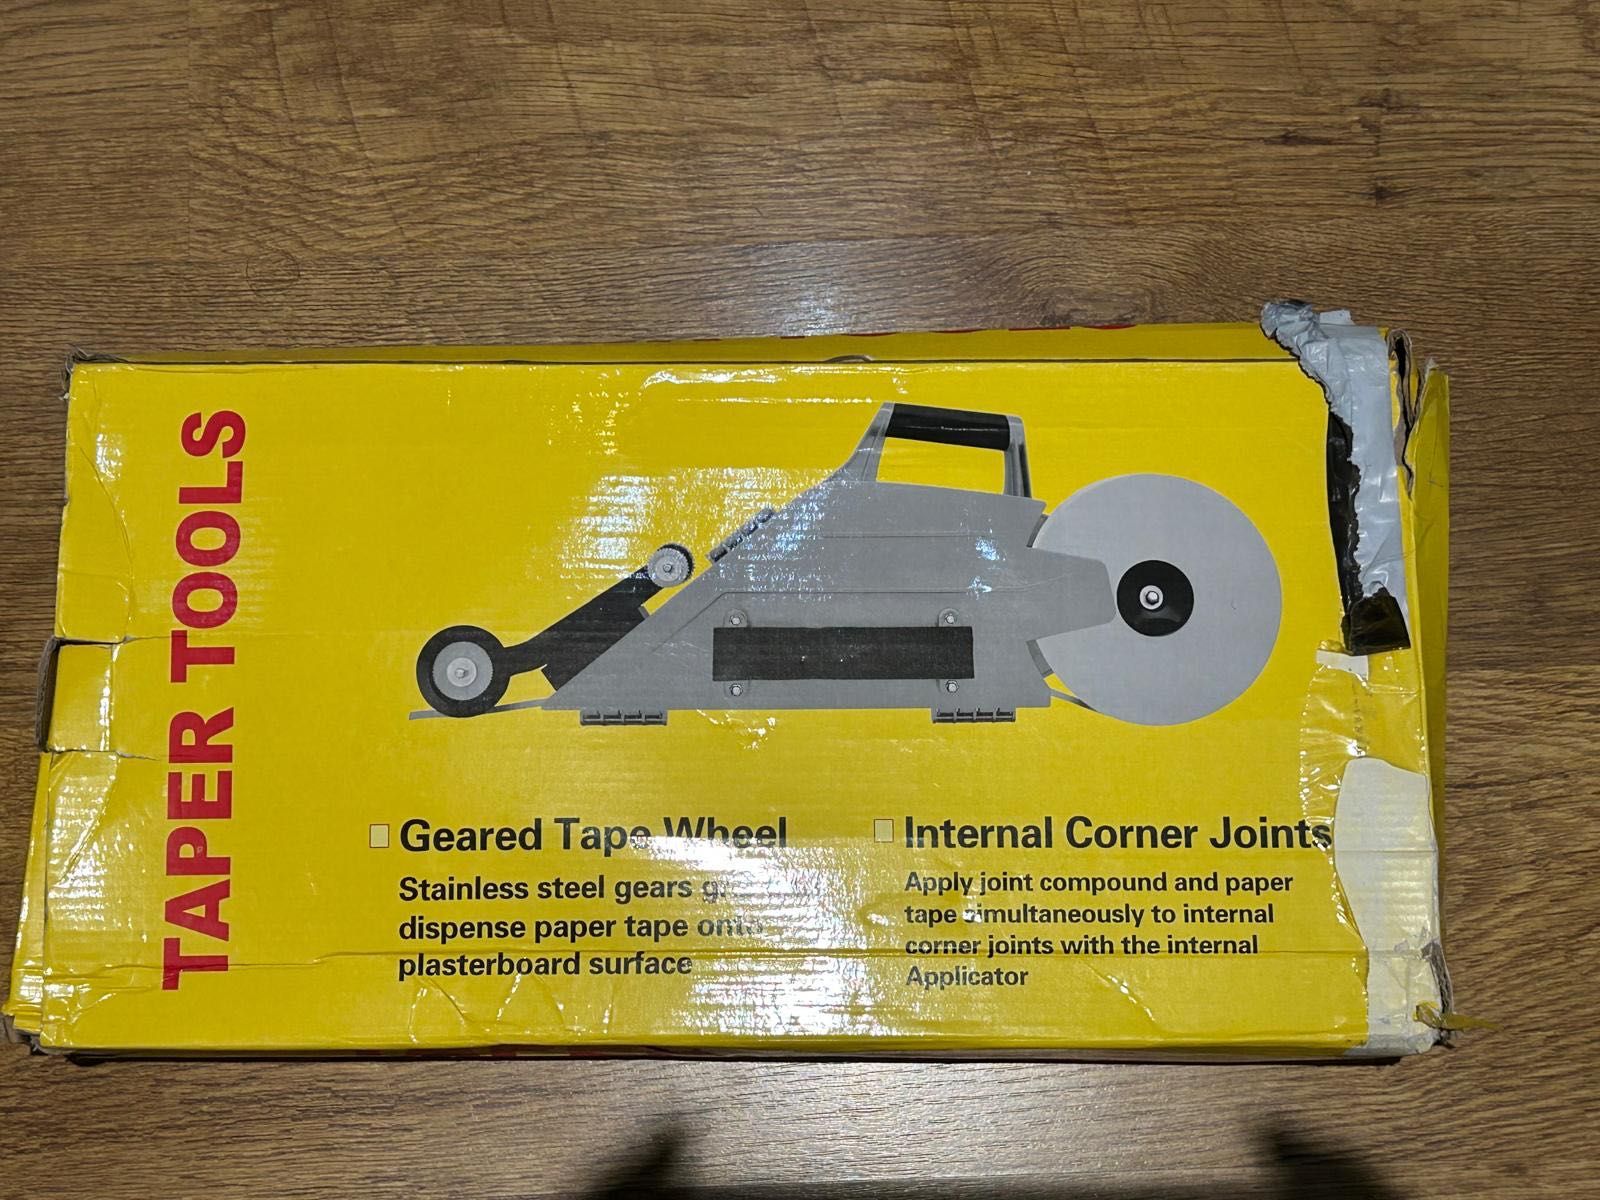 TAPER TOOLS
Geared Tape Wheel
Stainless steel gears
dispense paper tape onto
plasterboard surface
Internal Corner Joints
Apply joint compound and paper
tape simultaneously to internal
corner joints with the internal
Applicator